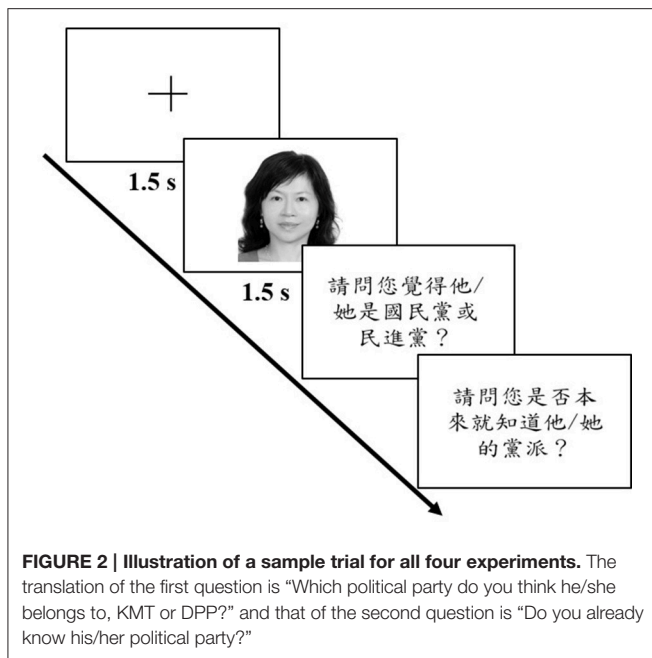 1.5 s
1.5 s
請問您覺得他/
她是國民黨或
民進黨？
請問您是否本
來就知道他/她
的黨派？
FIGURE 2 | Illustration of a sample trial for all four experiments. The
translation of the first question is “Which political party do you think he/she
belongs to, KMT or DPP?” and that of the second question is “Do you already
know his/her political party?”